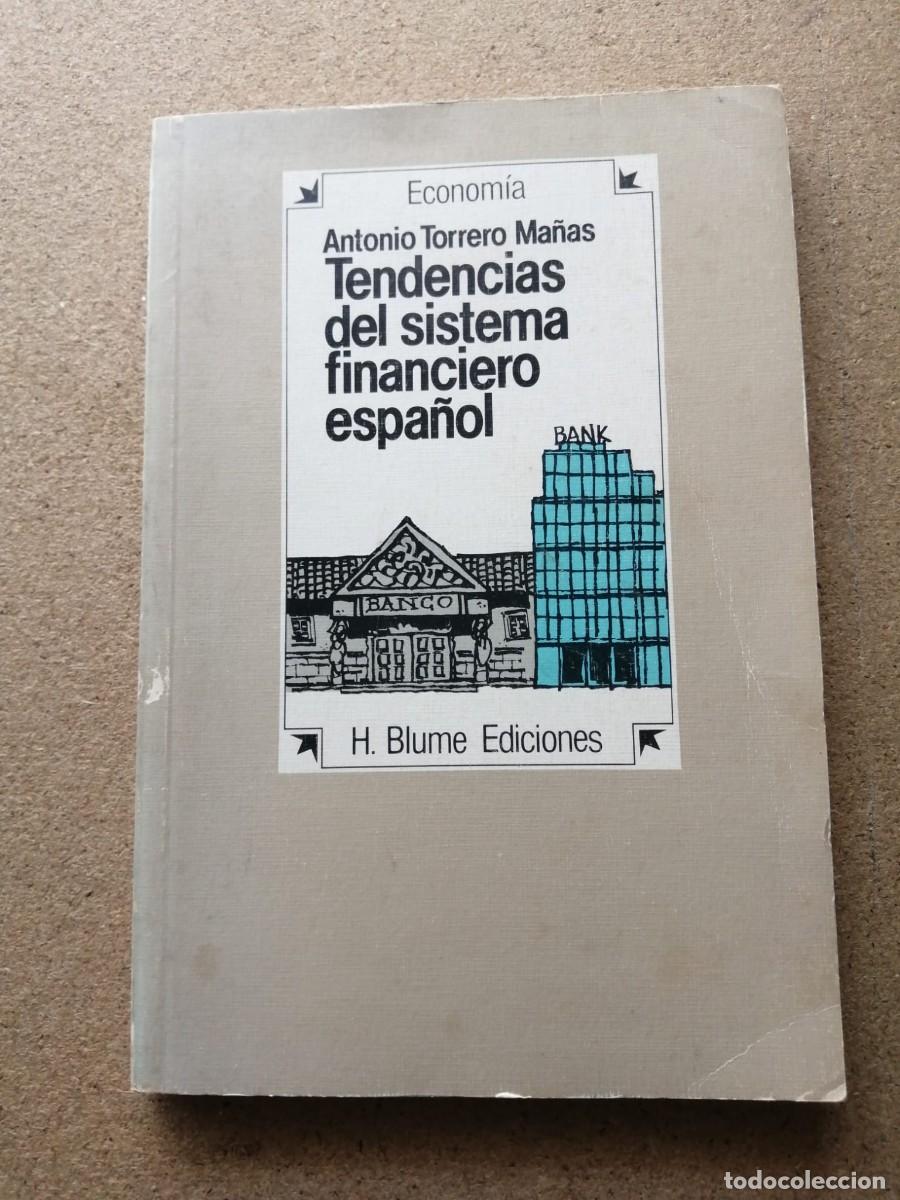 Economía
Antonio Torrero Mañas
Tendencias
del sistema
financiero
español
BANK
BANCO
H. Blume Ediciones
todocoleccion